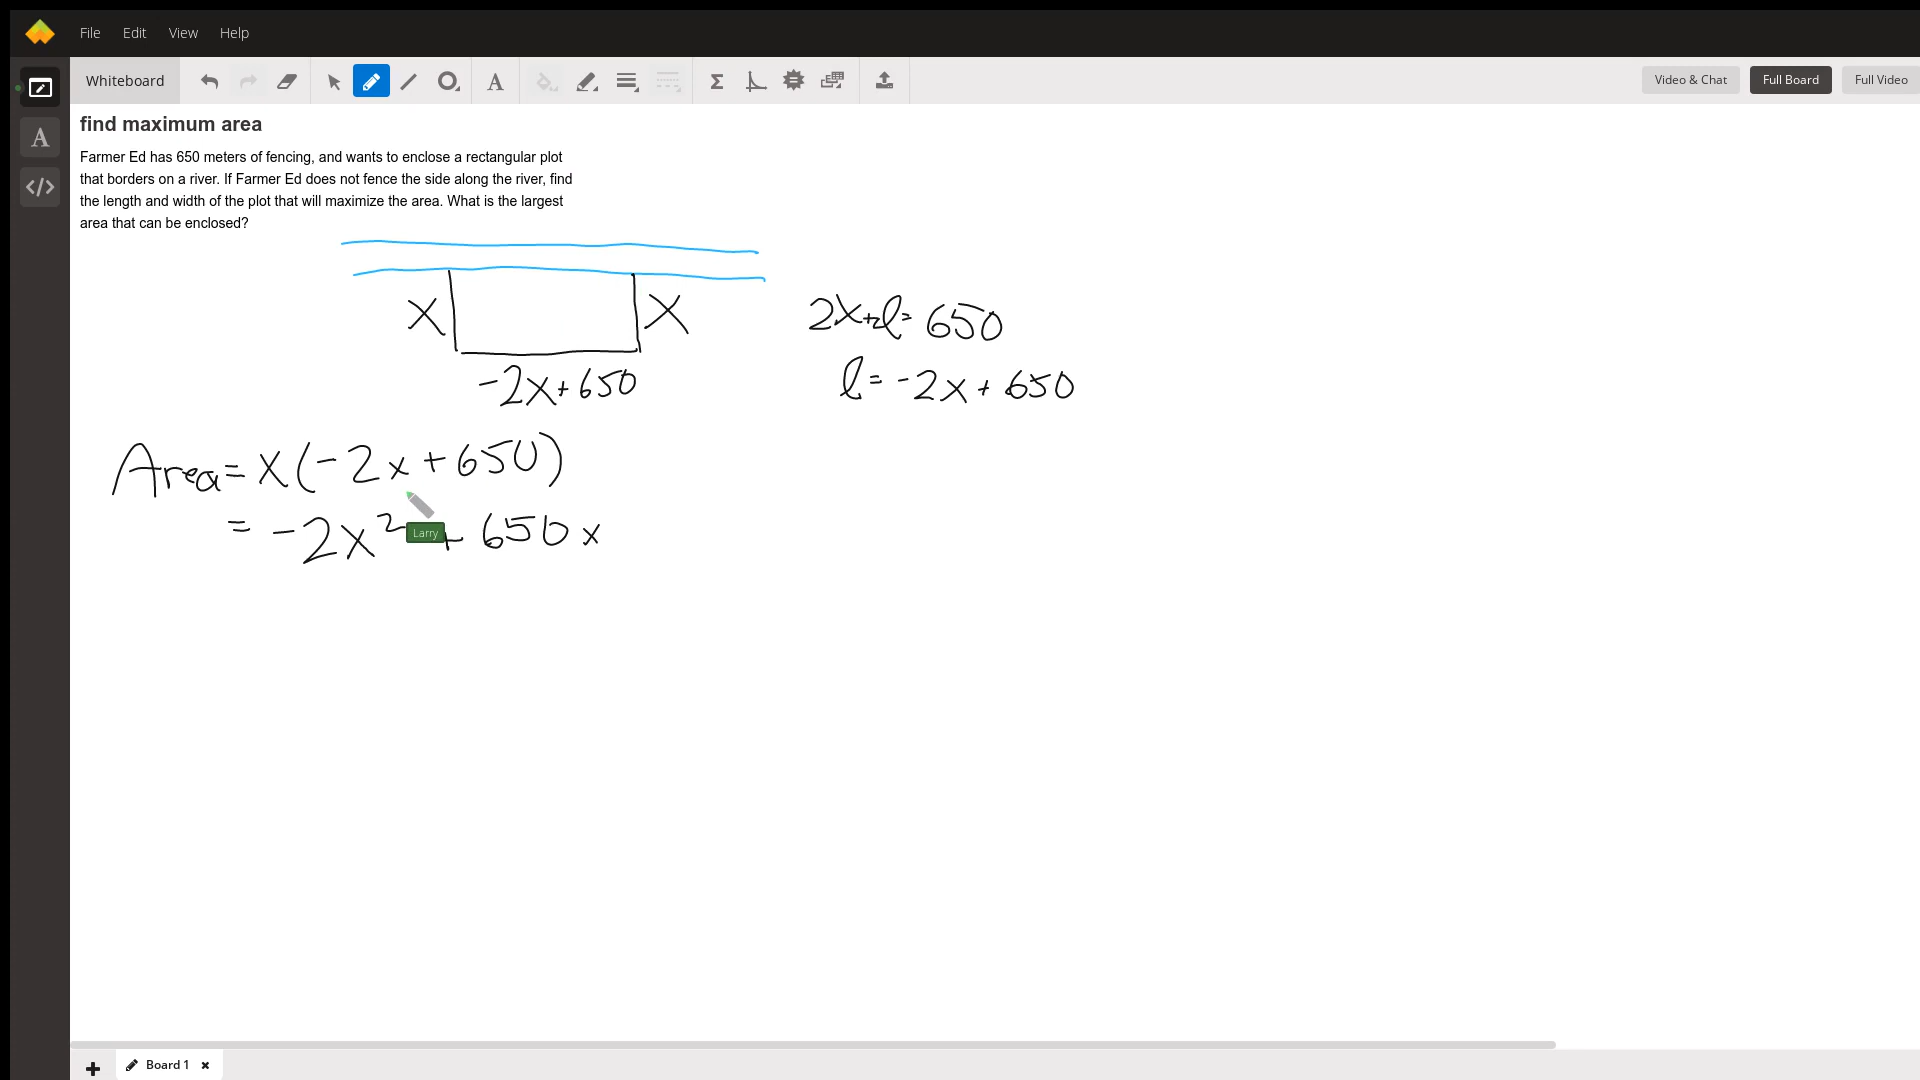 File Edit View Help
Whiteboard
A
Σ
Video & Chat Full Board Full Video
A
</>
find maximum area
Farmer Ed has 650 meters of fencing, and wants to enclose a rectangular plot
that borders on a river. If Farmer Ed does not fence the side along the river, find
the length and width of the plot that will maximize the area. What is the largest
area that can be enclosed?
X X
2x+l= 650
-2x+650
l= -2x + 650
Area= x(-2x+650)
= -2x² + 650x
Larry
+ Board 1 ×